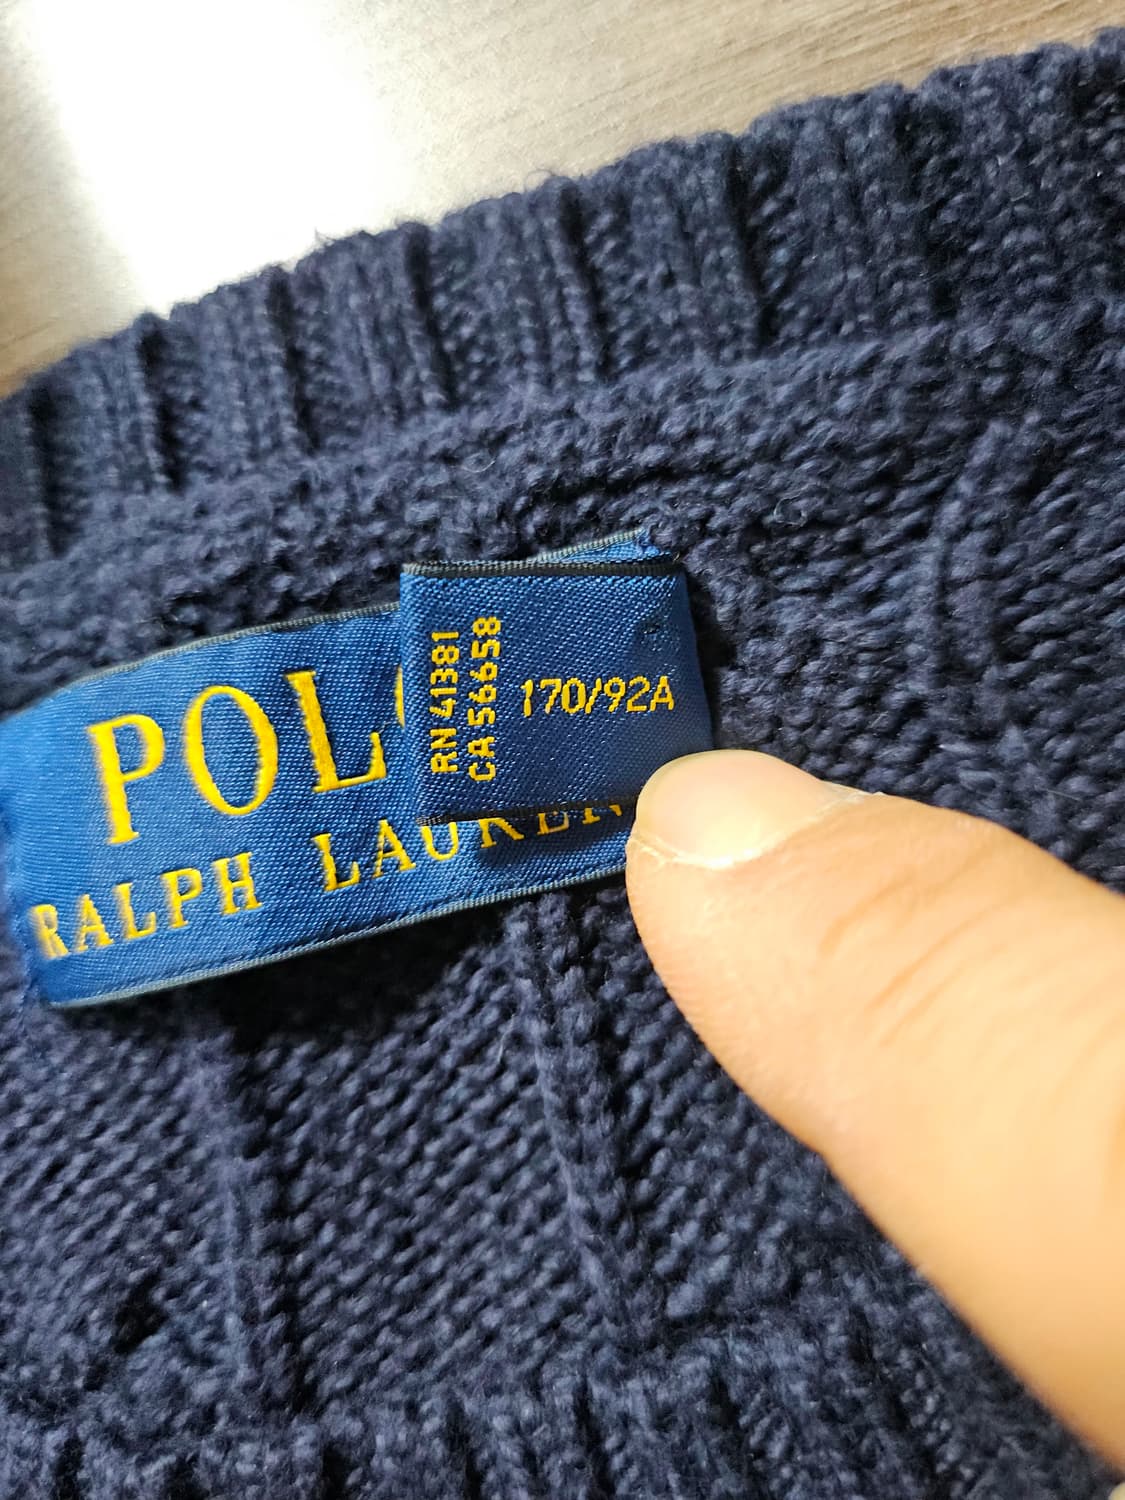 POL
RALPH LAUREN
RN 41381
CA 56658
170/92A